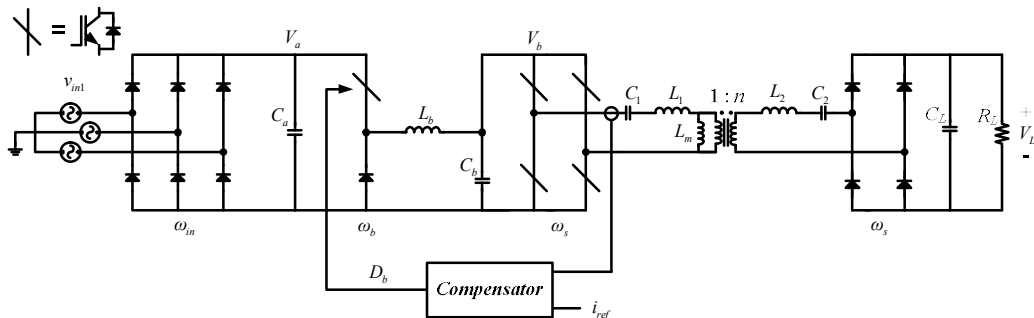 =
V_a
V_b
v_in1
C_a
L_b
C_b
C_1
L_1
1 : n
L_m
L_2
C_2
C_L
R_L
+
V_L
-
ω_in
ω_b
ω_s
ω_s
D_b
Compensator
i_ref